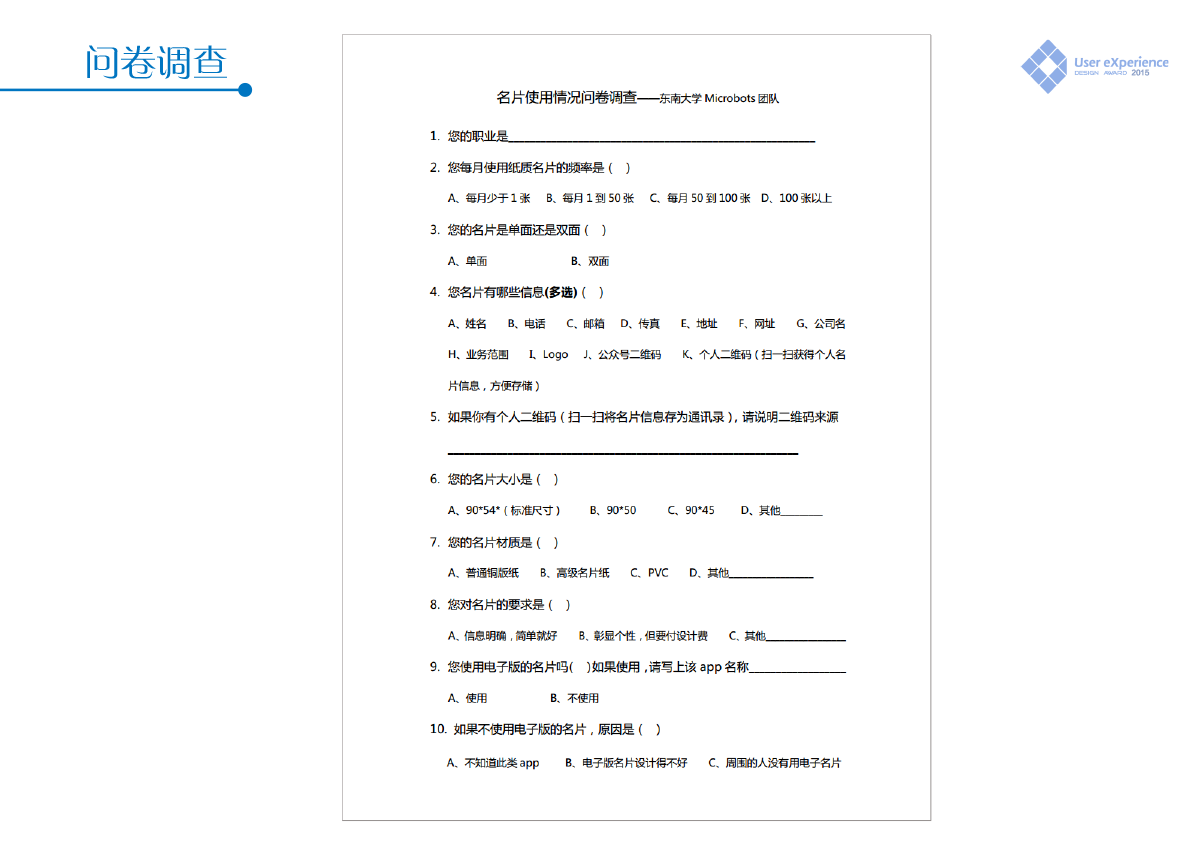 问卷调查
User eXperience
DESIGN AWARD 2015
名片使用情况问卷调查——东南大学 Microbots 团队
1. 您的职业是________________
2. 您每月使用纸质名片的频率是（ ）
A、每月少于 1 张 B、每月 1 到 50 张 C、每月 50 到 100 张 D、100 张以上
3. 您的名片是单面还是双面（ ）
A、单面 B、双面
4. 您名片有哪些信息(多选)（ ）
A、姓名 B、电话 C、邮箱 D、传真 E、地址 F、网址 G、公司名
H、业务范围 I、Logo J、公众号二维码 K、个人二维码（扫一扫获得个人名
片信息，方便存储）
5. 如果你有个人二维码（扫一扫将名片信息存为通讯录），请说明二维码来源
________________
6. 您的名片大小是（ ）
A、90*54*（标准尺寸） B、90*50 C、90*45 D、其他________
7. 您的名片材质是（ ）
A、普通铜版纸 B、高级名片纸 C、PVC D、其他________________
8. 您对名片的要求是（ ）
A、信息明确，简单就好 B、彰显个性，但要付设计费 C、其他________________
9. 您使用电子版的名片吗( )如果使用，请写上该 app 名称________________
A、使用 B、不使用
10. 如果不使用电子版的名片，原因是（ ）
A、不知道此类 app B、电子版名片设计得不好 C、周围的人没有用电子名片